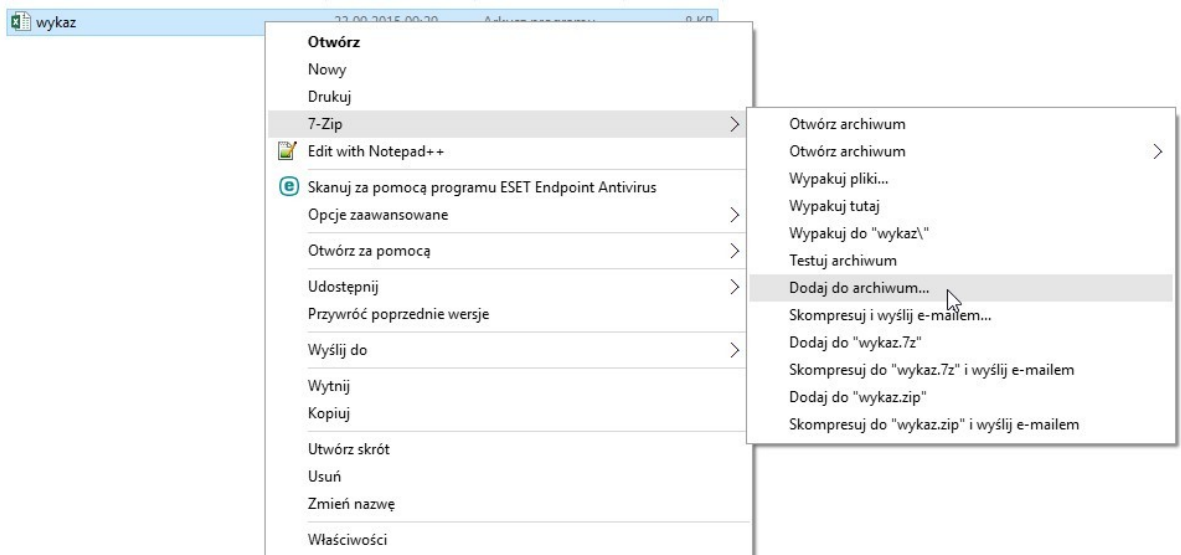 wykaz
Otwórz
Nowy
Drukuj
7-Zip
Edit with Notepad++
Skanuj za pomocą programu ESET Endpoint Antivirus
Opcje zaawansowane
Otwórz za pomocą
Udostępnij
Przywróć poprzednie wersje
Wyślij do
Wytnij
Kopiuj
Utwórz skrót
Usuń
Zmień nazwę
Właściwości
Otwórz archiwum
Otwórz archiwum
Wypakuj pliki...
Wypakuj tutaj
Wypakuj do "wykaz\"
Testuj archiwum
Dodaj do archiwum...
Skompresuj i wyślij e-mailem...
Dodaj do "wykaz.7z"
Skompresuj do "wykaz.7z" i wyślij e-mailem
Dodaj do "wykaz.zip"
Skompresuj do "wykaz.zip" i wyślij e-mailem